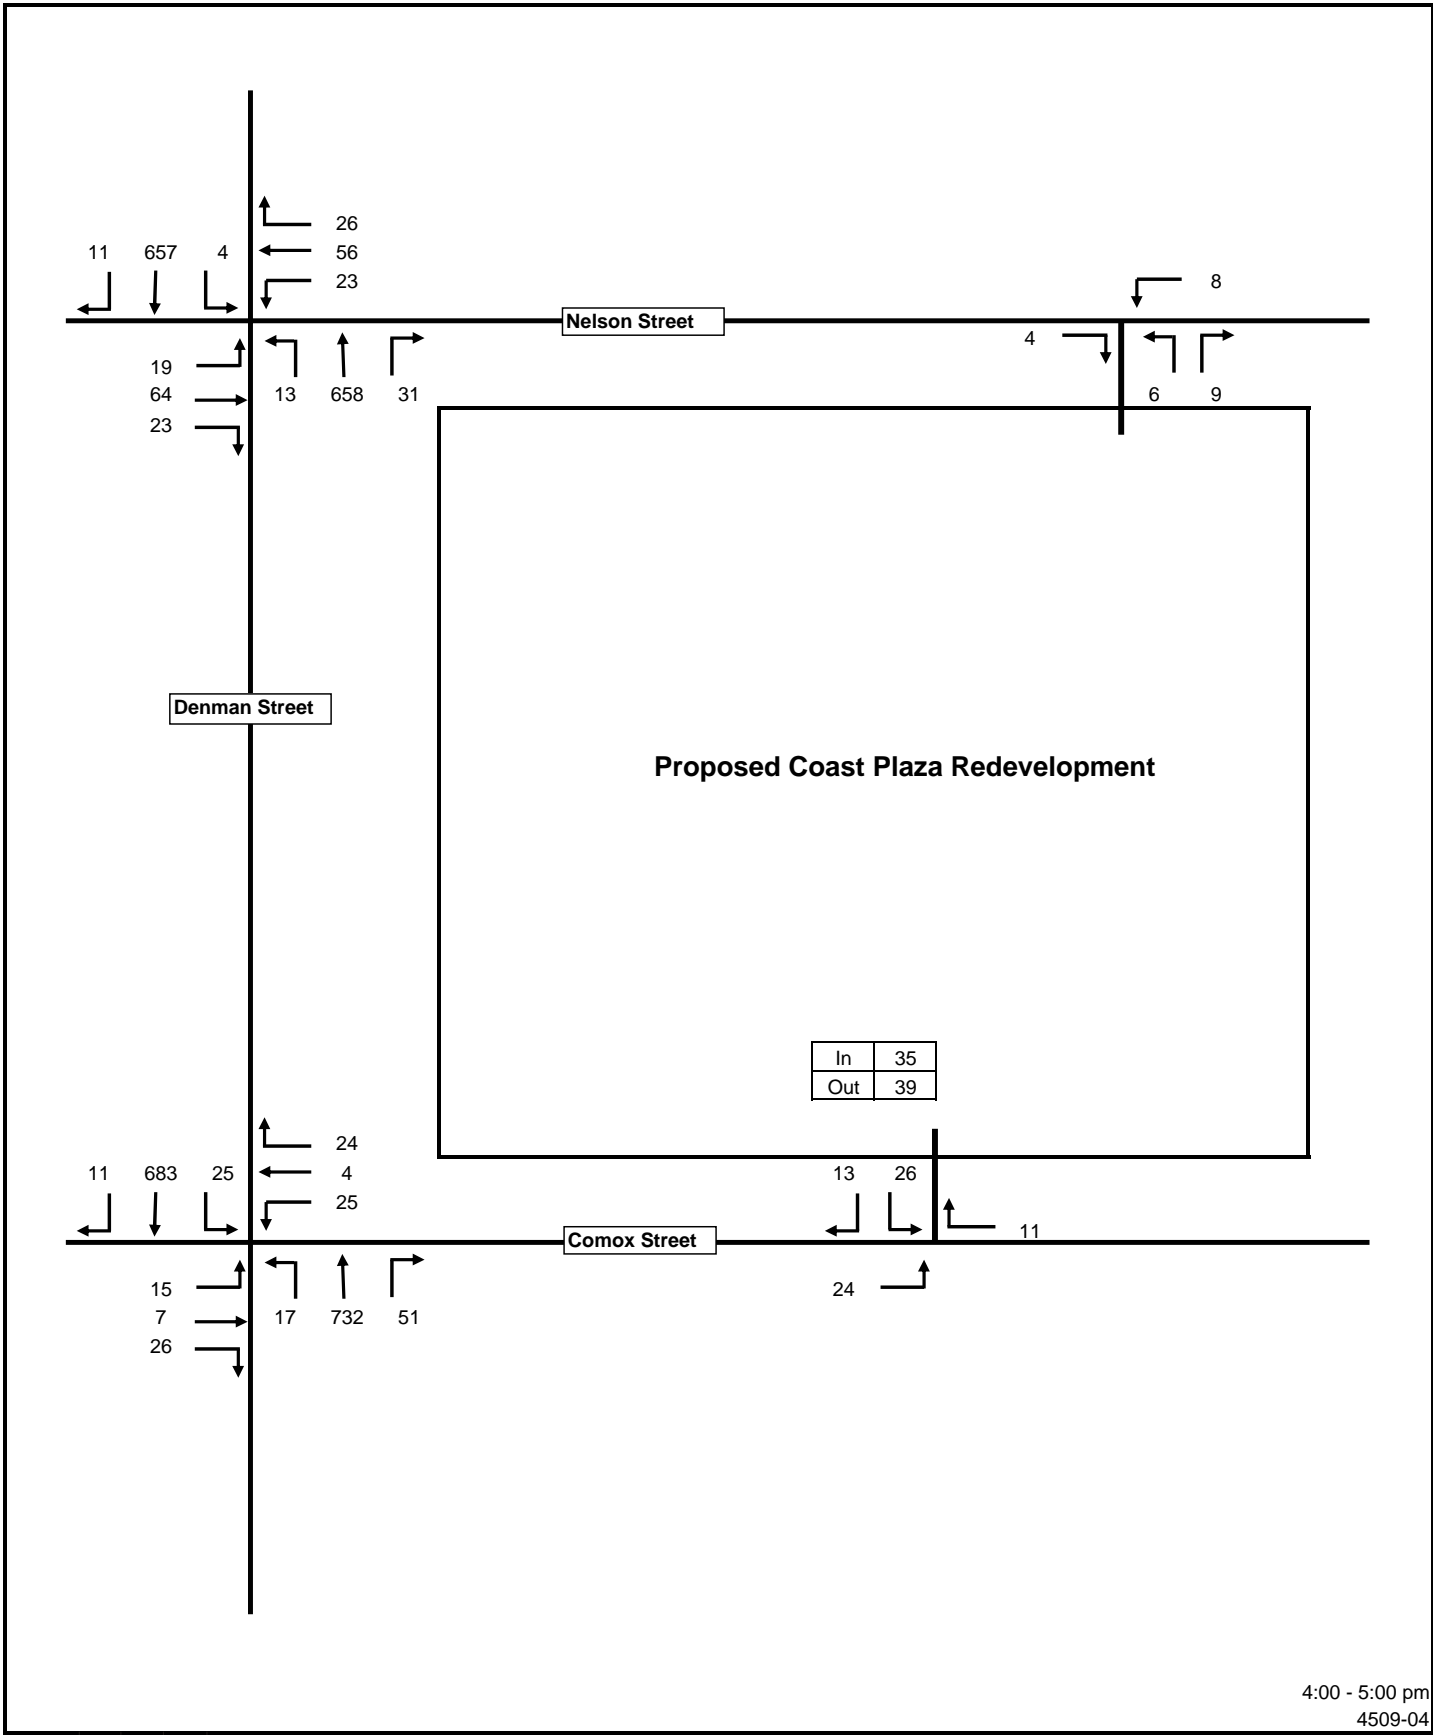 26
11 657 4 56
23
8
Nelson Street
4
19
64 13 658 31 6 9
23
Denman Street
Proposed Coast Plaza Redevelopment
In 35
Out 39
24
11 683 25 4 13 26
25
11
Comox Street
15 24
7 17 732 51
26
4:00 - 5:00 pm
4509-04